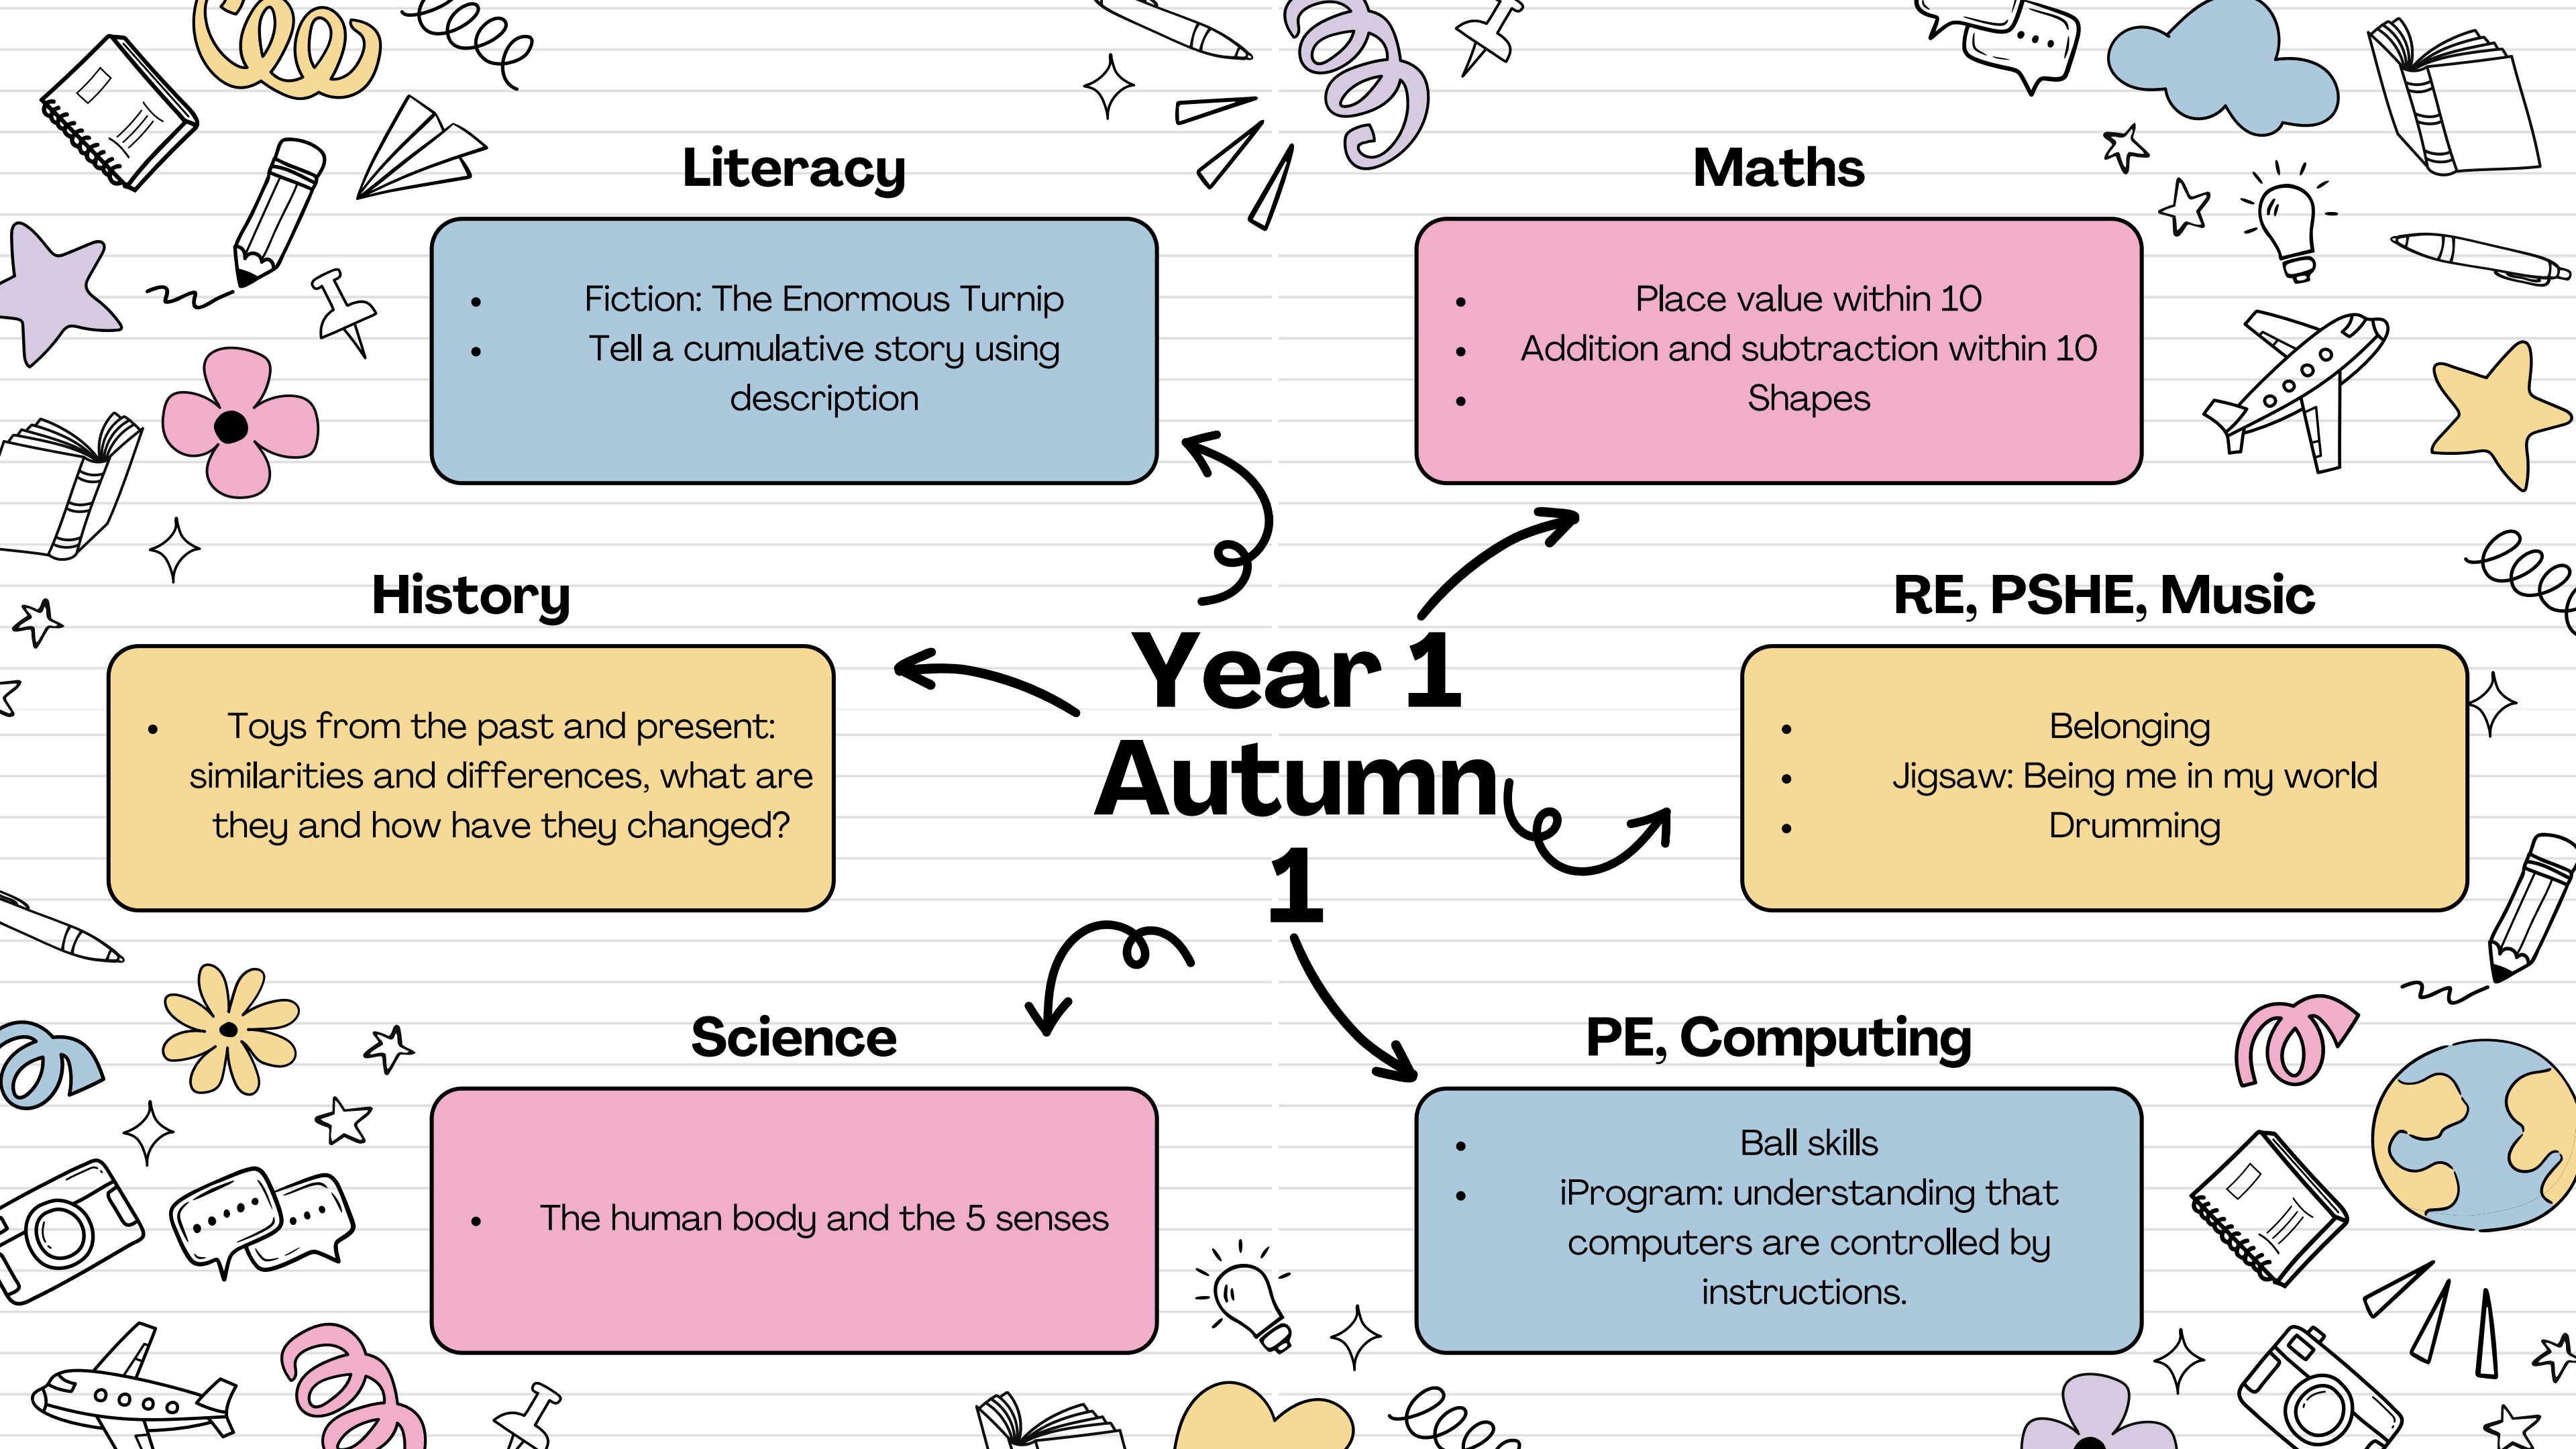 Literacy
• Fiction: The Enormous Turnip
• Tell a cumulative story using
description
Maths
• Place value within 10
• Addition and subtraction within 10
• Shapes
History
• Toys from the past and present:
similarities and differences, what are
they and how have they changed?
Year 1
Autumn
1
RE, PSHE, Music
• Belonging
• Jigsaw: Being me in my world
• Drumming
Science
• The human body and the 5 senses
PE, Computing
• Ball skills
• iProgram: understanding that
computers are controlled by
instructions.